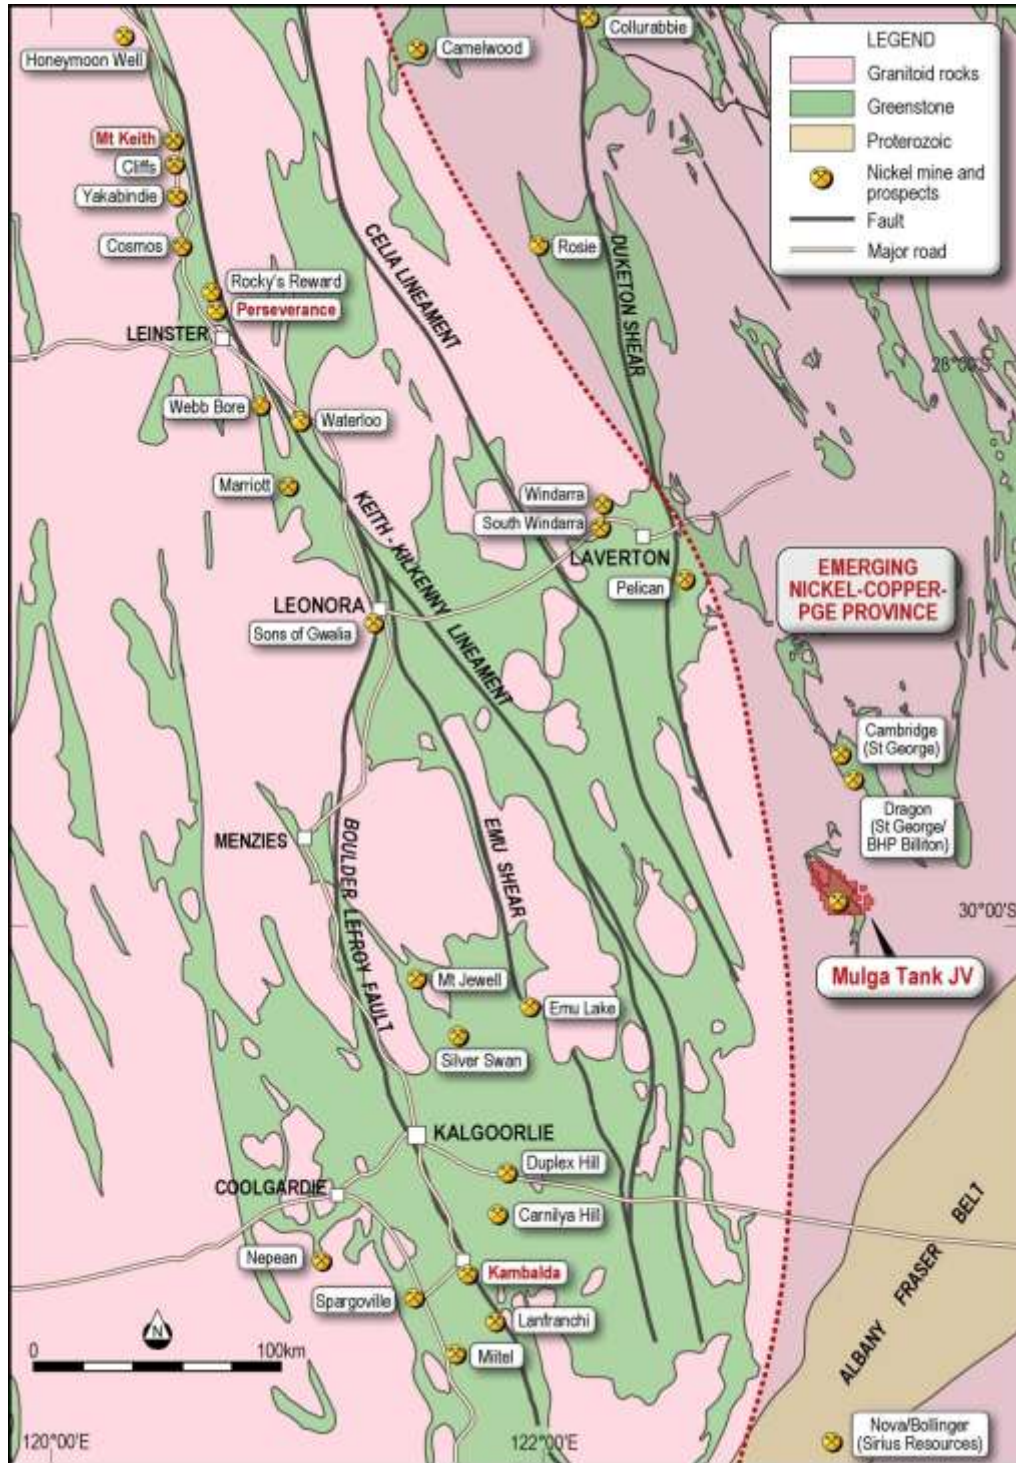 Collurabbie
Honeymoon Well
Camelwood
LEGEND
Granitoid rocks
Greenstone
Proterozoic
Nickel mine and
prospects
Fault
Major road
Mt Keith
Cliffs
Yakabindie
Cosmos
Rosie
CELIA LINEAMENT
DUKETON SHEAR
Rocky's Reward
Perseverance
LEINSTER
28°00'S
Webb Bore
Waterloo
Marriott
Windarra
South Windarra
LAVERTON
Pelican
KEITH - KILKENNY LINEAMENT
EMERGING
NICKEL-COPPER-
PGE PROVINCE
LEONORA
Sons of Gwalia
Cambridge
(St George)
Dragon
(St George/
BHP Billiton)
MENZIES
BOULDER LEFROY FAULT
EMU SHEAR
30°00'S
Mulga Tank JV
Mt Jewell
Emu Lake
Silver Swan
KALGOORLIE
Duplex Hill
COOLGARDIE
Carnilya Hill
Nepean
Kambalda
Spargoville
Lanfranchi
Miitel
ALBANY FRASER BELT
N
0 100km
Nova/Bollinger
(Sirius Resources)
120°00'E
122°00'E